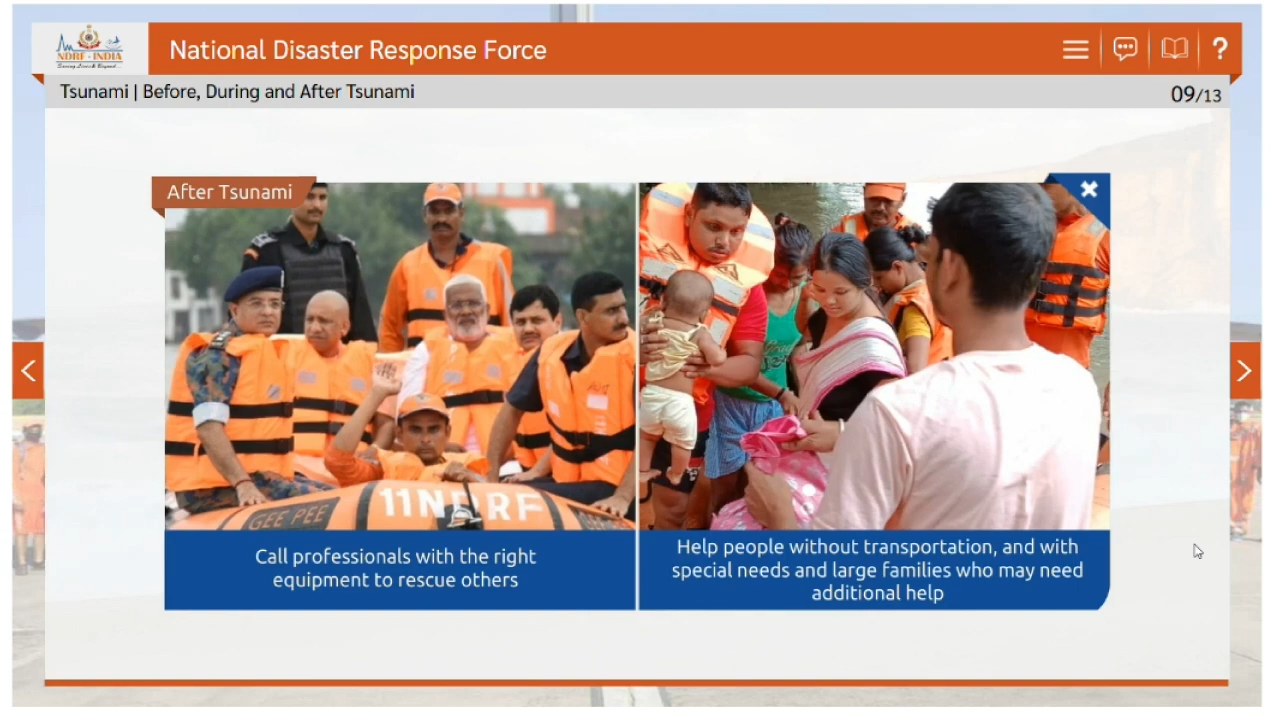 NDRF - INDIA
National Disaster Response Force
?
Tsunami | Before, During and After Tsunami
09/13
After Tsunami
GEE PEE
11NDRF
Call professionals with the right
equipment to rescue others
Help people without transportation, and with
special needs and large families who may need
additional help